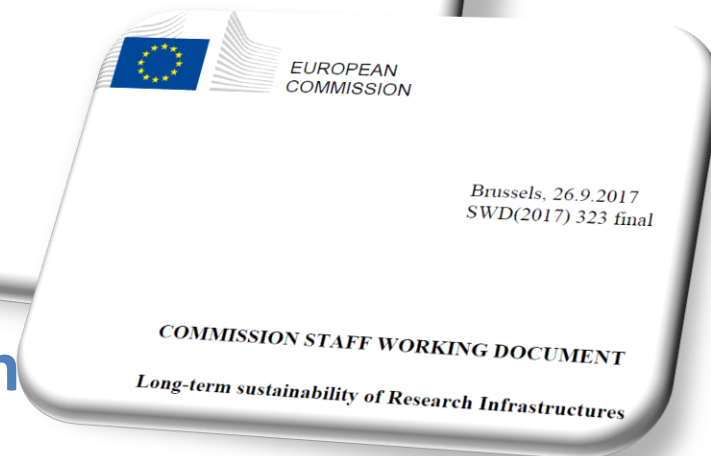 EUROPEAN
COMMISSION
Brussels, 26.9.2017
SWD(2017) 323 final
COMMISSION STAFF WORKING DOCUMENT
Long-term sustainability of Research Infrastructures